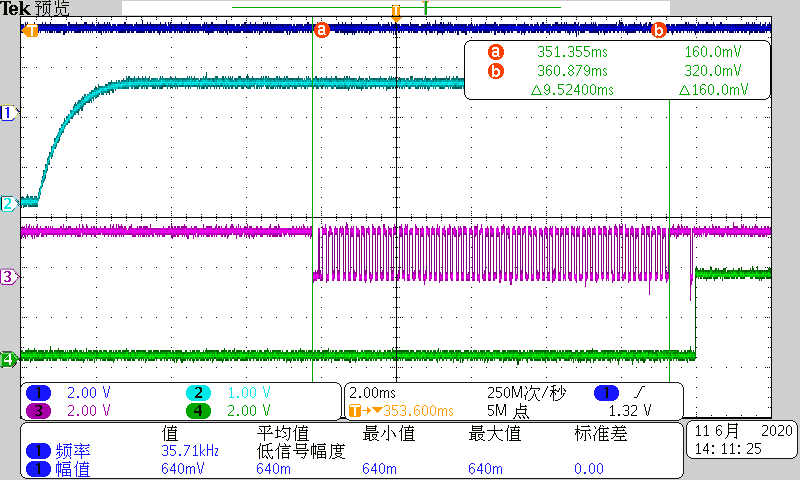 Tek 预览
T
T
a
b
a 351.355ms 160.0mV
b 360.879ms 320.0mV
△9.52400ms △160.0mV
1
2
3
4
1 2.00 V 2 1.00 V
3 2.00 V 4 2.00 V
2.00ms 250M次/秒 1 1.32 V
T→▼353.600ms 5M 点
值 平均值 最小值 最大值 标准差
1 频率 35.71kHz 低信号幅度
1 幅值 640mV 640m 640m 640m 0.00
11 6月 2020
14:11:25